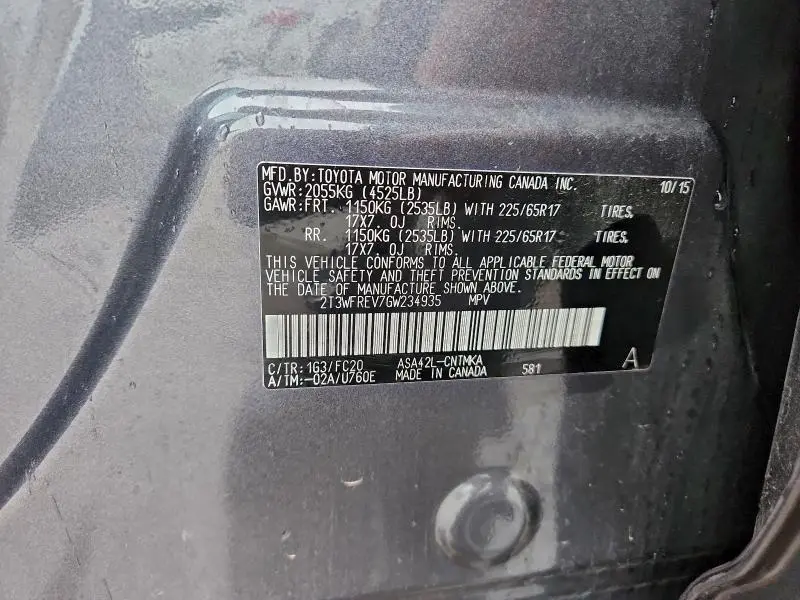 MFD.BY:TOYOTA MOTOR MANUFACTURING CANADA INC. 10/15
GVWR:2055KG (4525LB)
GAWR:FRT. 1150KG (2535LB) WITH 225/65R17 TIRES,
17X7 OJ RIMS.
RR. 1150KG (2535LB) WITH 225/65R17 TIRES,
17X7 OJ RIMS.
THIS VEHICLE CONFORMS TO ALL APPLICABLE FEDERAL MOTOR
VEHICLE SAFETY AND THEFT PREVENTION STANDARDS IN EFFECT ON
THE DATE OF MANUFACTURE SHOWN ABOVE.
2T3WFREV7GW234935 MPV
C/TR:1G3/FC20 ASA42L-CNTMKA
A/TM:-02A/U760E MADE IN CANADA 581 A